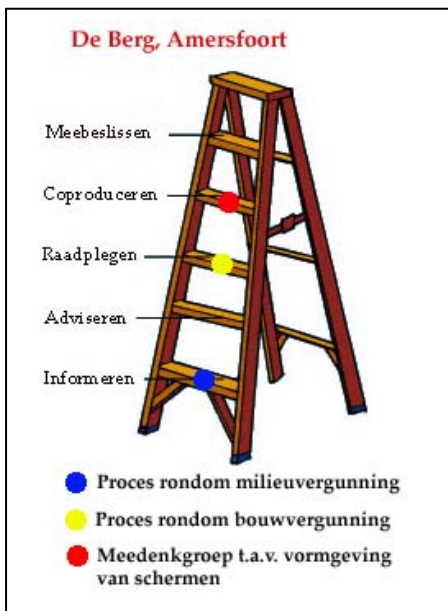 De Berg, Amersfoort
Meebeslissen
Coproduceren
Raadplegen
Adviseren
Informeren
Proces rondom milieuvergunning
Proces rondom bouwvergunning
Meedenkgroep t.a.v. vormgeving
van schermen